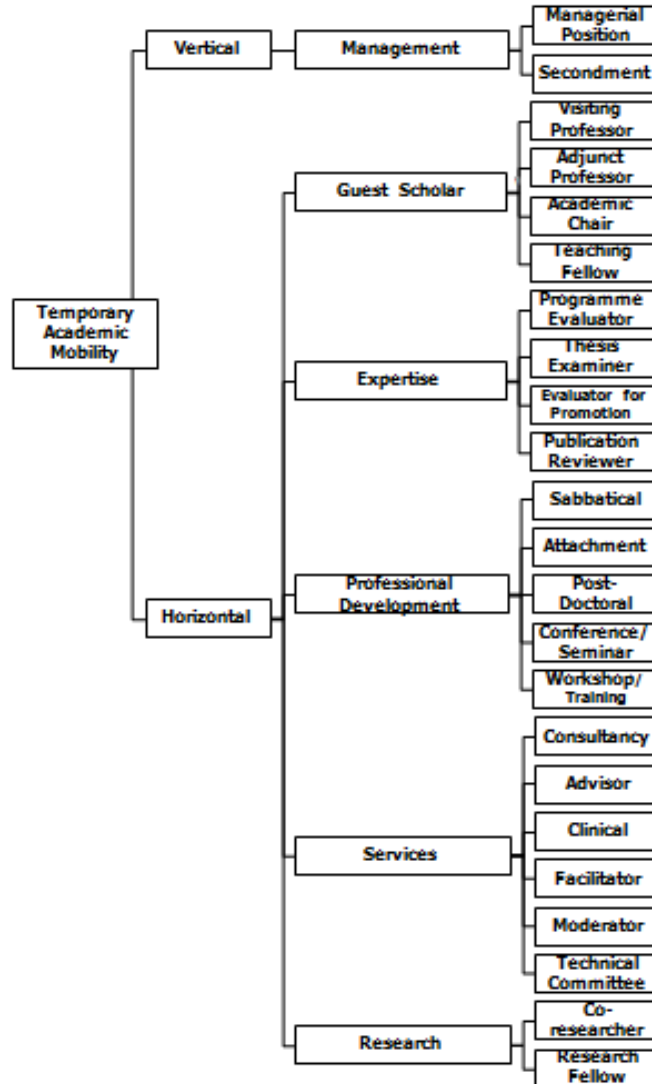 Vertical
Management
Managerial
Position
Secondment
Visiting
Professor
Guest Scholar
Adjunct
Professor
Academic
Chair
Teaching
Fellow
Temporary
Academic
Mobility
Expertise
Programme
Evaluator
Thesis
Examiner
Evaluator for
Promotion
Publication
Reviewer
Horizontal
Professional
Development
Sabbatical
Attachment
Post-
Doctoral
Conference/
Seminar
Workshop/
Training
Services
Consultancy
Advisor
Clinical
Facilitator
Moderator
Technical
Committee
Research
Co-
researcher
Research
Fellow